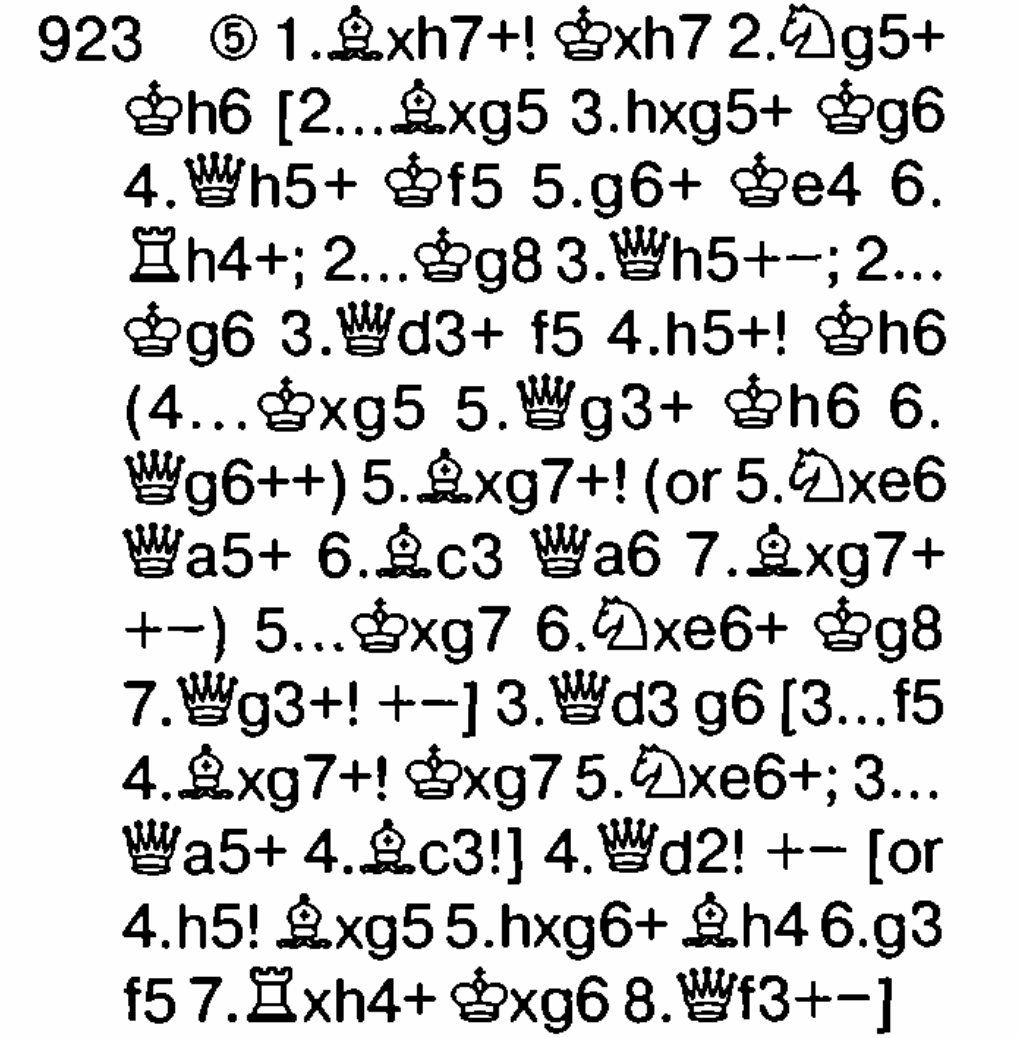 923 ⑤ 1.♗xh7+! ♔xh7 2.♘g5+
♔h6 [2...♗xg5 3.hxg5+ ♔g6
4.♕h5+ ♔f5 5.g6+ ♔e4 6.
♖h4+; 2...♔g8 3.♕h5+−; 2...
♔g6 3.♕d3+ f5 4.h5+! ♔h6
(4...♔xg5 5.♕g3+ ♔h6 6.
♕g6++) 5.♗xg7+! (or 5.♘xe6
♕a5+ 6.♗c3 ♕a6 7.♗xg7+
+−) 5...♔xg7 6.♘xe6+ ♔g8
7.♕g3+! +−] 3.♕d3 g6 [3...f5
4.♗xg7+! ♔xg7 5.♘xe6+; 3...
♕a5+ 4.♗c3!] 4.♕d2! +− [or
4.h5! ♗xg5 5.hxg6+ ♗h4 6.g3
f5 7.♖xh4+ ♔xg6 8.♕f3+−]